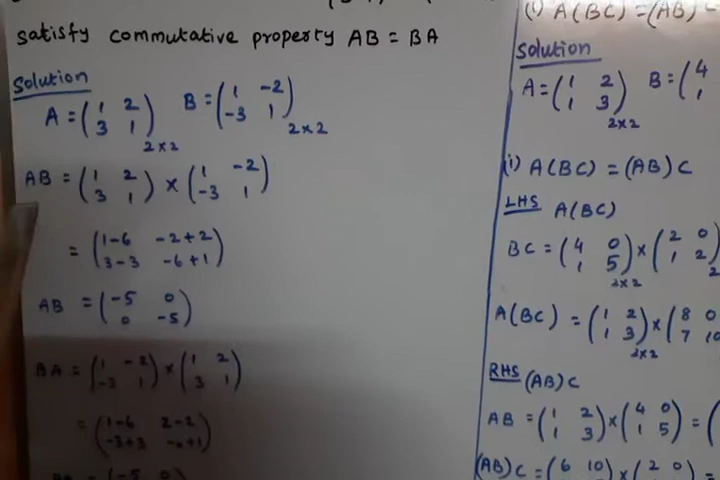 satisfy commutative property AB = BA
Solution
A = (1 2
3 1) 2×2 B = (1 -2
-3 1) 2×2
AB = (1 2
3 1) × (1 -2
-3 1)
= (1-6 -2+2
3-3 -6+1)
AB = (-5 0
0 -5)
BA = (1 -2
-3 1) × (1 2
3 1)
= (1-6 2-2
-3+3 -6+1)
(i) A(BC) = (AB)
Solution
A = (1 2
1 3) 2×2 B = (4
1
(i) A(BC) = (AB)C
LHS A(BC)
BC = (4 0
1 5) 2×2 × (2 0
1 2) 2
A(BC) = (1 2
1 3) 2×2 × (8 0
7 10
RHS (AB)C
AB = (1 2
1 3) × (4 0
1 5) = (
(AB)C = (6 10) × (2 0) =